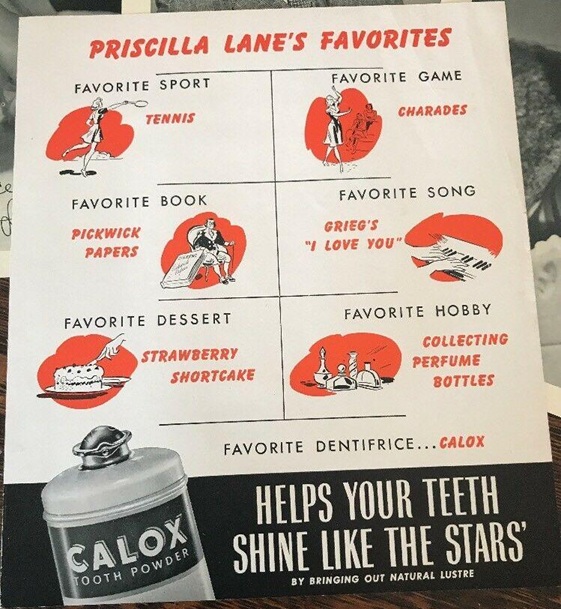 PRISCILLA LANE'S FAVORITES
FAVORITE SPORT
TENNIS
FAVORITE GAME
CHARADES
FAVORITE BOOK
PICKWICK
PAPERS
FAVORITE SONG
GRIEG'S
"I LOVE YOU"
FAVORITE DESSERT
STRAWBERRY
SHORTCAKE
FAVORITE HOBBY
COLLECTING
PERFUME
BOTTLES
FAVORITE DENTIFRICE...CALOX
CALOX
TOOTH POWDER
HELPS YOUR TEETH
SHINE LIKE THE STARS'
BY BRINGING OUT NATURAL LUSTRE